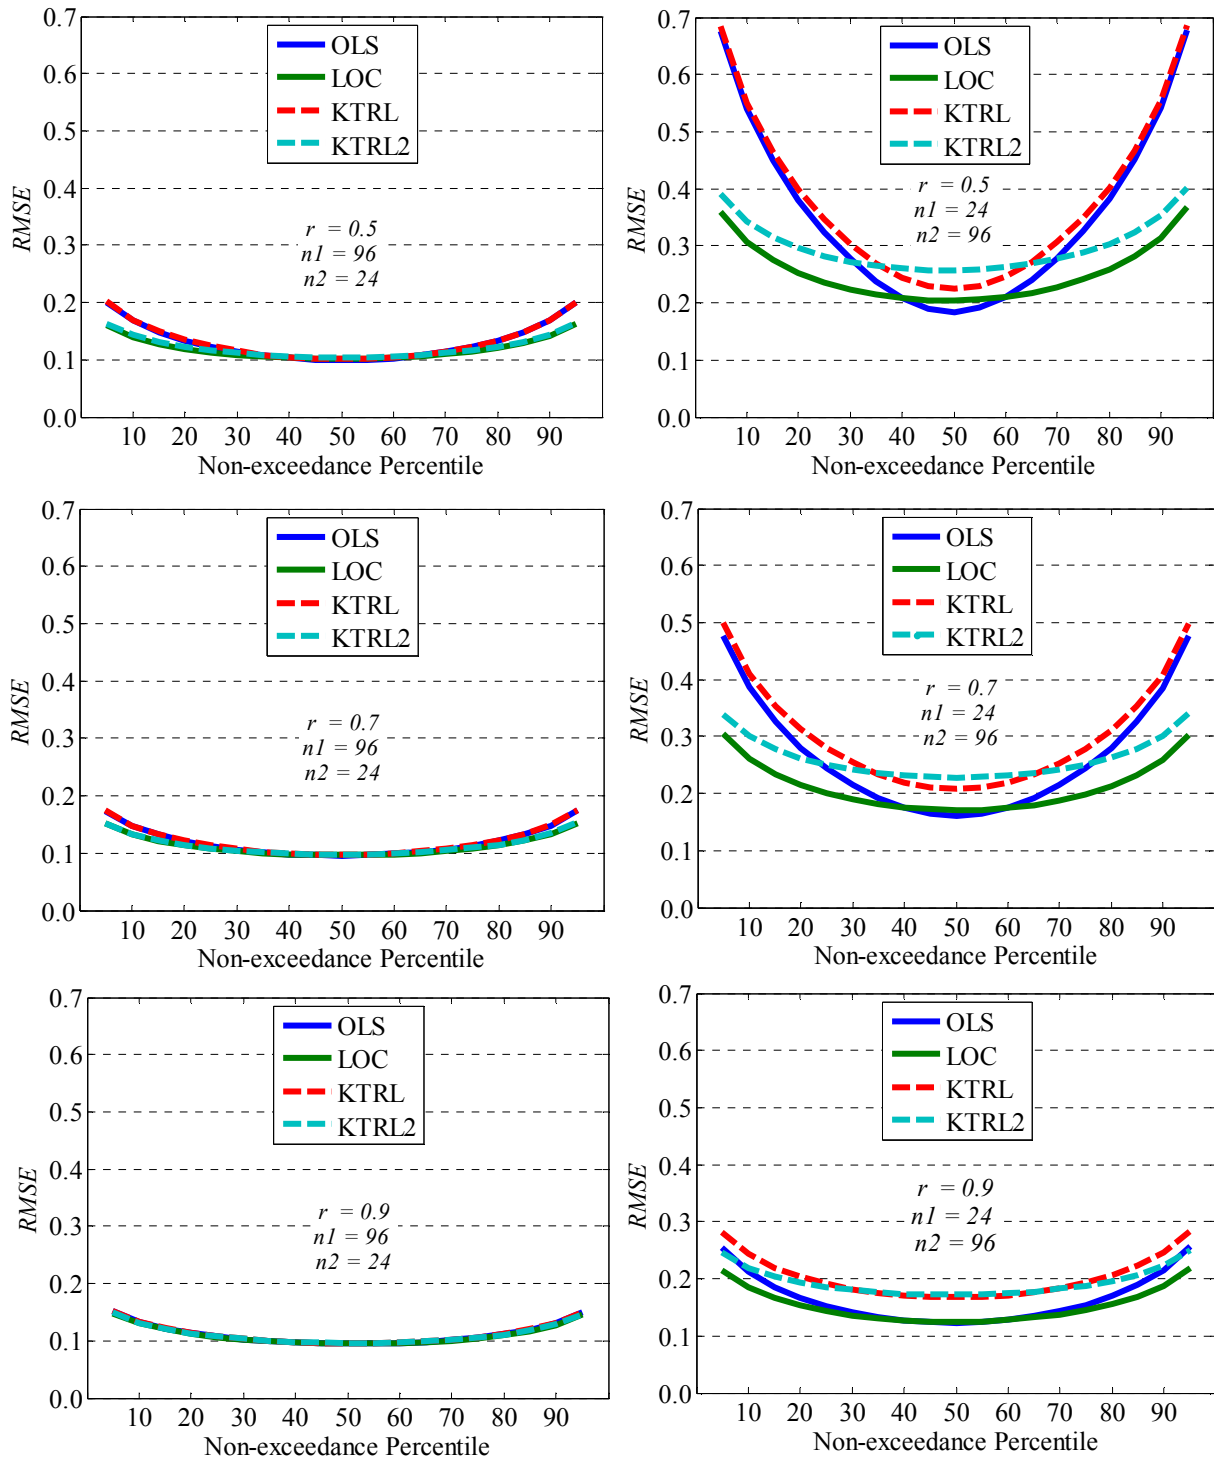 0.7
0.6
0.5
0.4
0.3
0.2
0.1
0.0
RMSE
OLS
LOC
KTRL
KTRL2
r = 0.5
n1 = 96
n2 = 24
10 20 30 40 50 60 70 80 90
Non-exceedance Percentile
0.7
0.6
0.5
0.4
0.3
0.2
0.1
0.0
RMSE
OLS
LOC
KTRL
KTRL2
r = 0.5
n1 = 24
n2 = 96
10 20 30 40 50 60 70 80 90
Non-exceedance Percentile
0.7
0.6
0.5
0.4
0.3
0.2
0.1
0.0
RMSE
OLS
LOC
KTRL
KTRL2
r = 0.7
n1 = 96
n2 = 24
10 20 30 40 50 60 70 80 90
Non-exceedance Percentile
0.7
0.6
0.5
0.4
0.3
0.2
0.1
0.0
RMSE
OLS
LOC
KTRL
KTRL2
r = 0.7
n1 = 24
n2 = 96
10 20 30 40 50 60 70 80 90
Non-exceedance Percentile
0.7
0.6
0.5
0.4
0.3
0.2
0.1
0.0
RMSE
OLS
LOC
KTRL
KTRL2
r = 0.9
n1 = 96
n2 = 24
10 20 30 40 50 60 70 80 90
Non-exceedance Percentile
0.7
0.6
0.5
0.4
0.3
0.2
0.1
0.0
RMSE
OLS
LOC
KTRL
KTRL2
r = 0.9
n1 = 24
n2 = 96
10 20 30 40 50 60 70 80 90
Non-exceedance Percentile